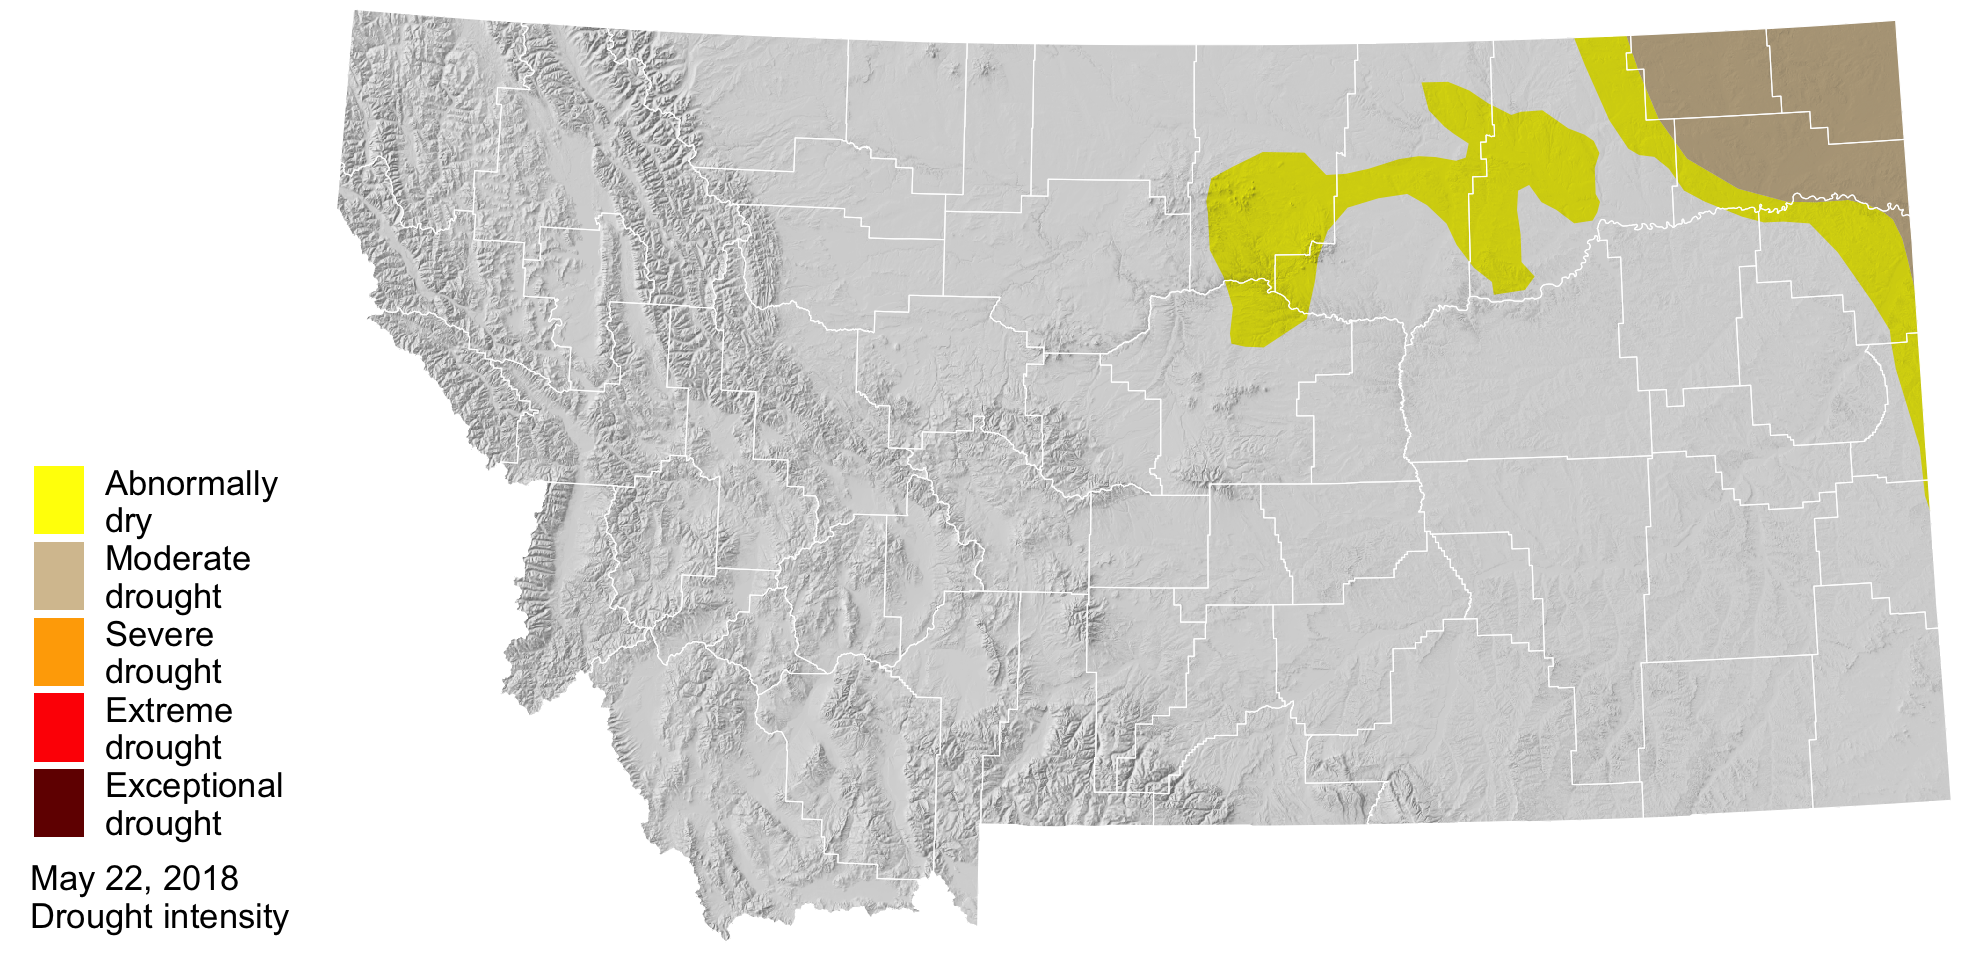 Abnormally
dry
Moderate
drought
Severe
drought
Extreme
drought
Exceptional
drought
May 22, 2018
Drought intensity